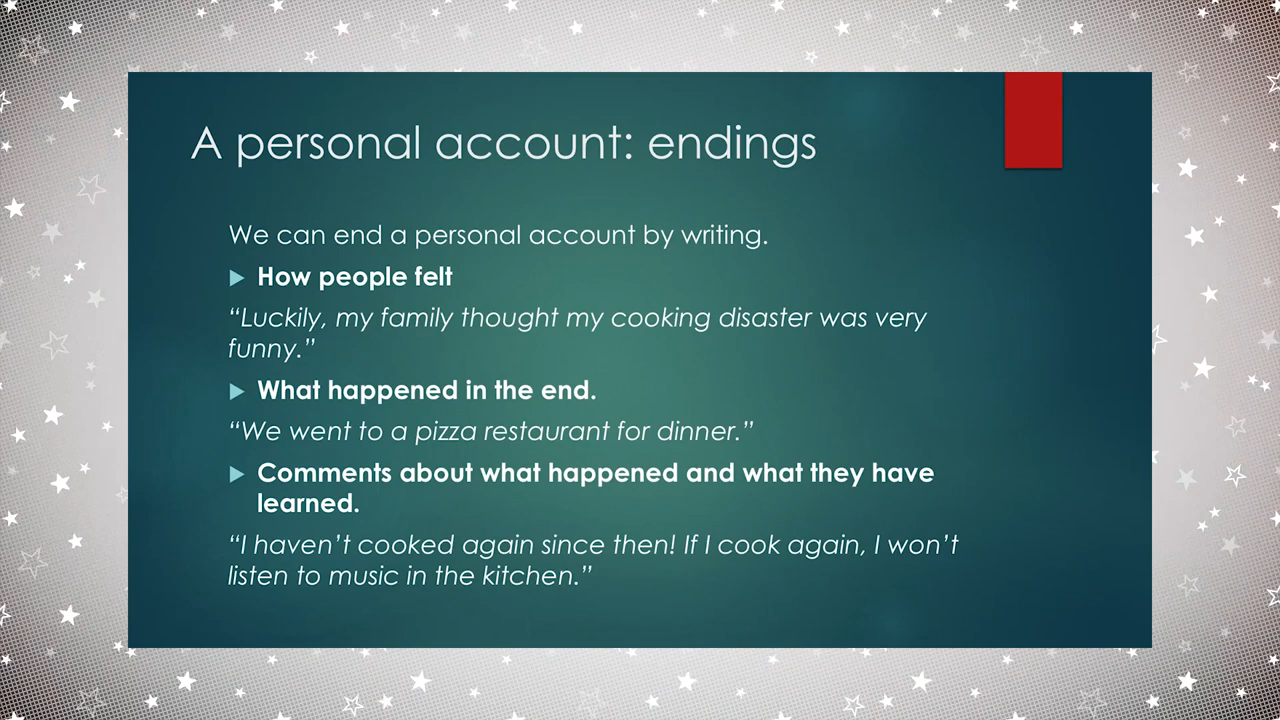 A personal account: endings
We can end a personal account by writing.
How people felt
“Luckily, my family thought my cooking disaster was very
funny.”
What happened in the end.
“We went to a pizza restaurant for dinner.”
Comments about what happened and what they have
learned.
“I haven’t cooked again since then! If I cook again, I won’t
listen to music in the kitchen.”